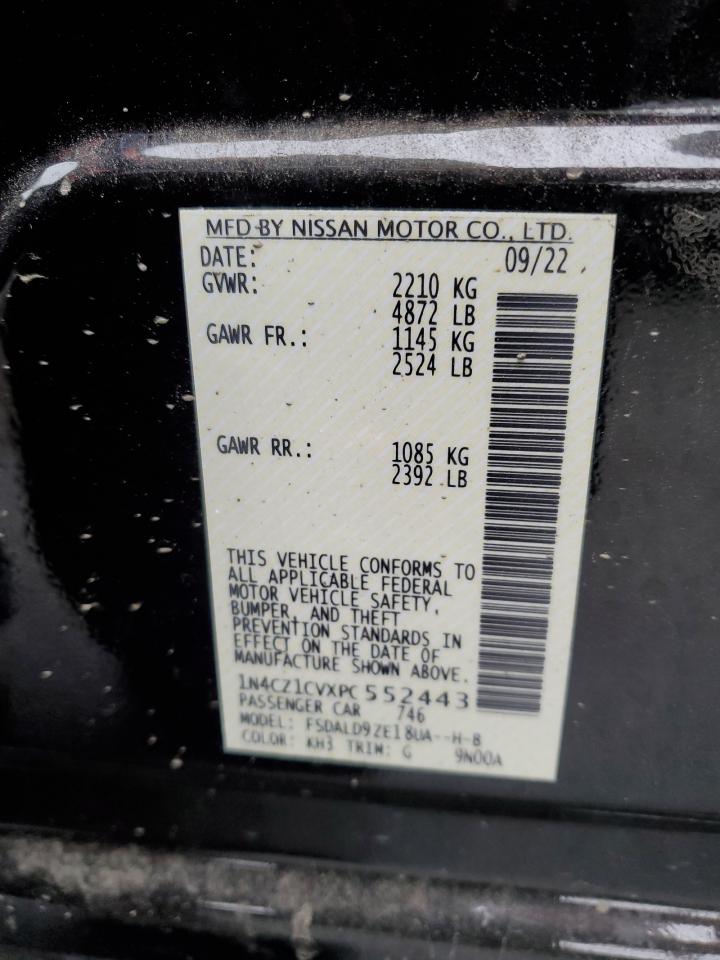 MFD BY NISSAN MOTOR CO., LTD.
DATE: 09/22
GVWR: 2210 KG
4872 LB
GAWR FR.: 1145 KG
2524 LB
GAWR RR.: 1085 KG
2392 LB
THIS VEHICLE CONFORMS TO
ALL APPLICABLE FEDERAL
MOTOR VEHICLE SAFETY,
BUMPER, AND THEFT
PREVENTION STANDARDS IN
EFFECT ON THE DATE OF
MANUFACTURE SHOWN ABOVE.
1N4CZ1CVXPC552443
PASSENGER CAR 746
MODEL: FSDALD9ZE18UA--H-B
COLOR: KH3 TRIM: G 9N00A